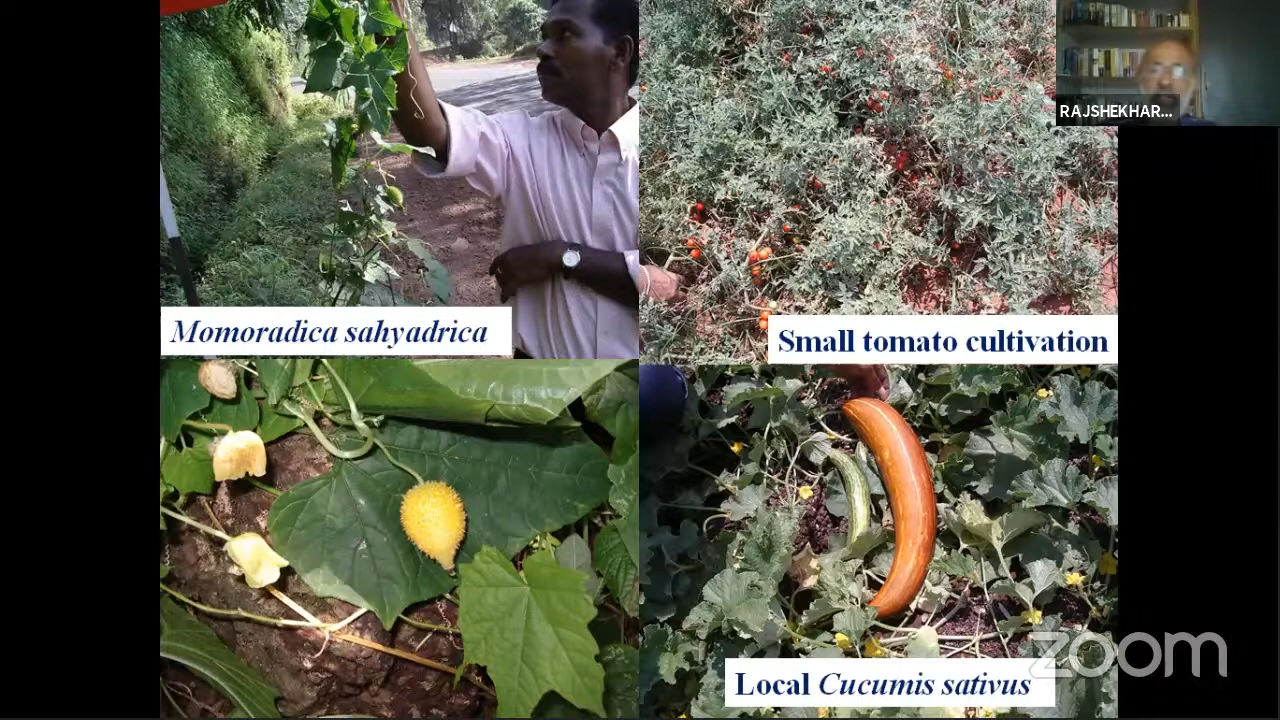 RAJSHEKHAR...
Momoradica sahyadrica
Small tomato cultivation
Local Cucumis sativus
zoom